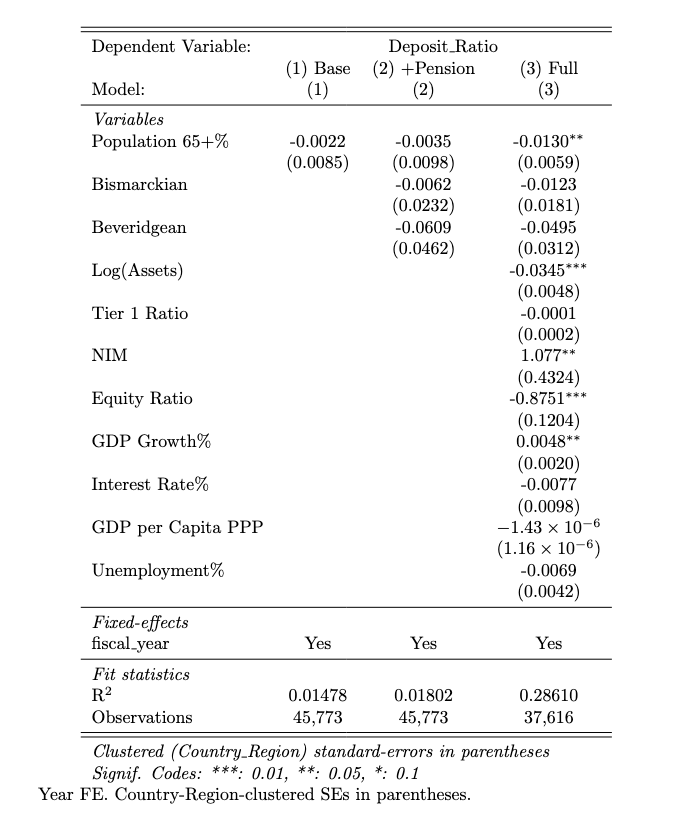 Dependent Variable: Deposit_Ratio
(1) Base (2) +Pension (3) Full
Model: (1) (2) (3)
Variables
Population 65+% -0.0022 -0.0035 -0.0130**
(0.0085) (0.0098) (0.0059)
Bismarckian -0.0062 -0.0123
(0.0232) (0.0181)
Beveridgean -0.0609 -0.0495
(0.0462) (0.0312)
Log(Assets) -0.0345***
(0.0048)
Tier 1 Ratio -0.0001
(0.0002)
NIM 1.077**
(0.4324)
Equity Ratio -0.8751***
(0.1204)
GDP Growth% 0.0048**
(0.0020)
Interest Rate% -0.0077
(0.0098)
GDP per Capita PPP −1.43 × 10⁻⁶
(1.16 × 10⁻⁶)
Unemployment% -0.0069
(0.0042)
Fixed-effects
fiscal_year Yes Yes Yes
Fit statistics
R² 0.01478 0.01802 0.28610
Observations 45,773 45,773 37,616
Clustered (Country_Region) standard-errors in parentheses
Signif. Codes: ***: 0.01, **: 0.05, *: 0.1
Year FE. Country-Region-clustered SEs in parentheses.